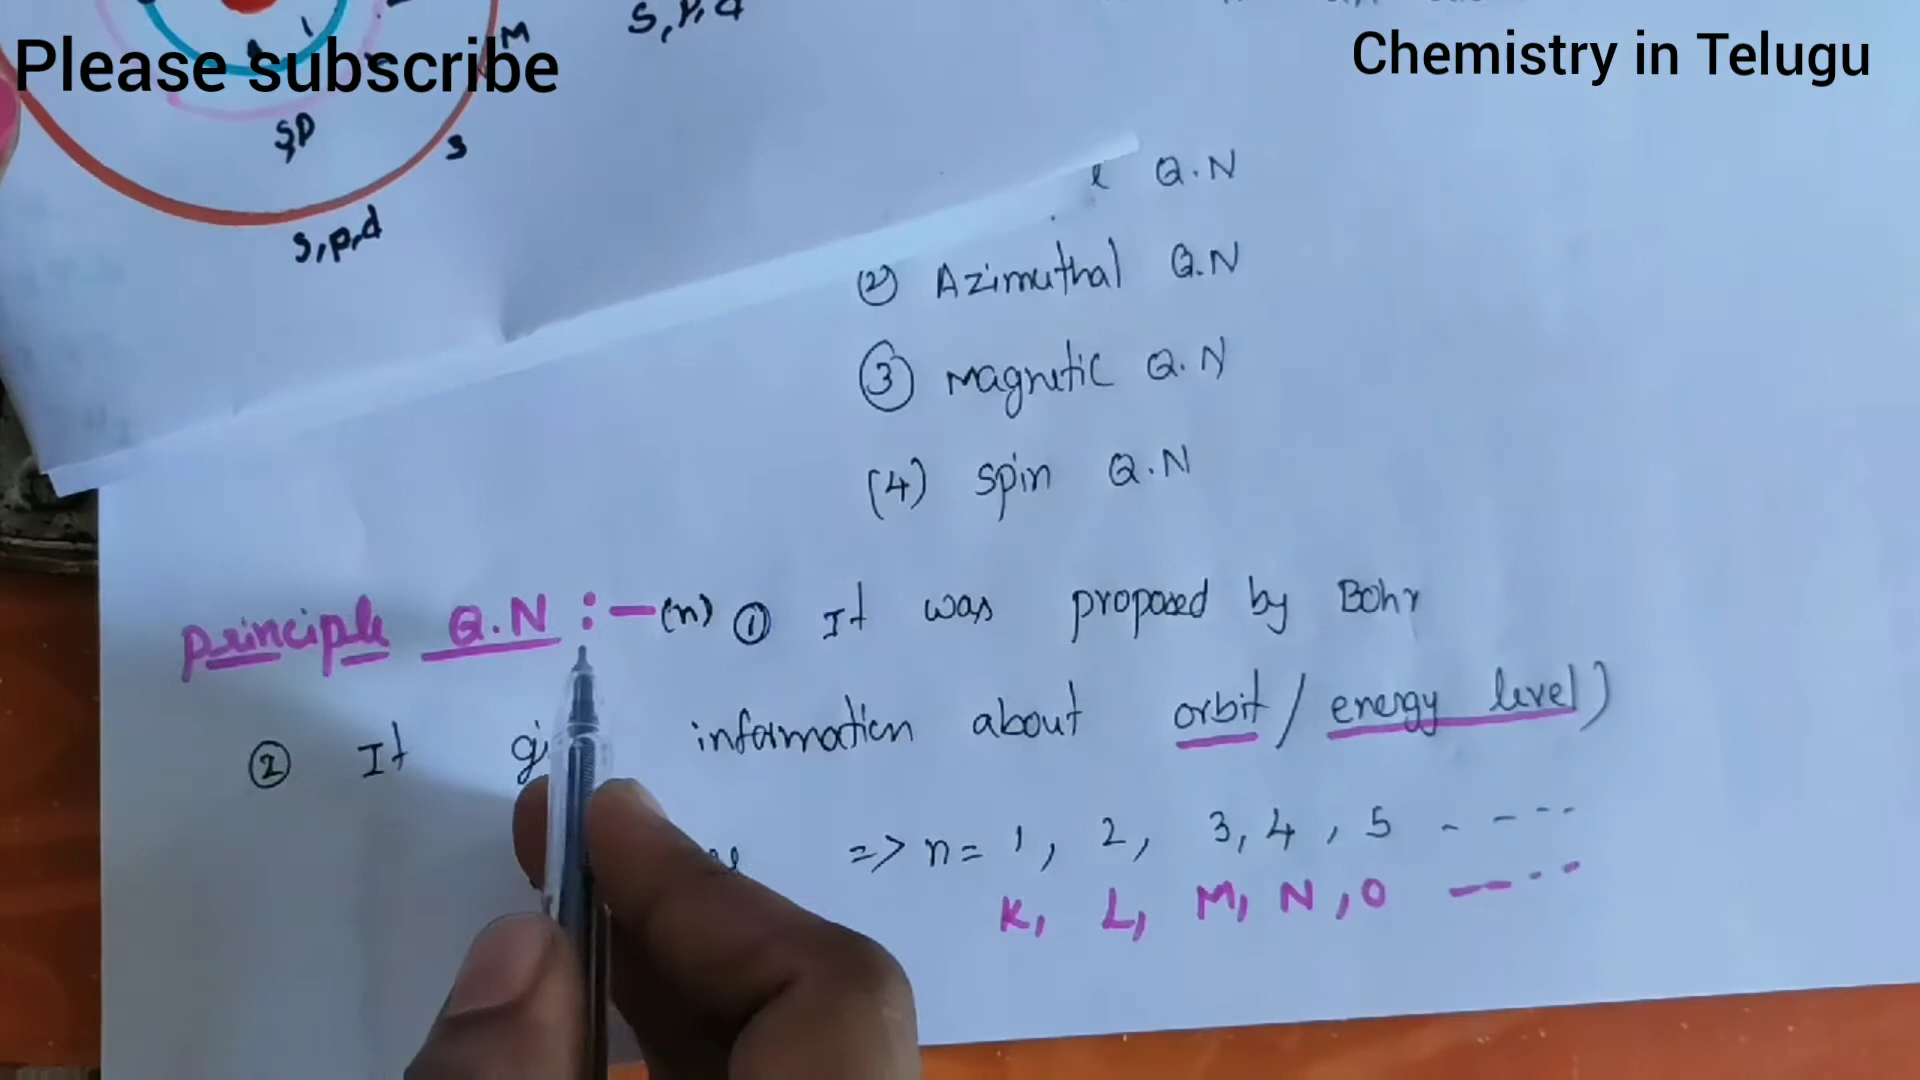 Please subscribe
Chemistry in Telugu
M
s, p, d
s, p
s
s, p, d
Q.N
(2) Azimuthal Q.N
(3) magnetic Q.N
(4) spin Q.N
principle Q.N :- (n) (1) It was proposed by Bohr
(2) It information about orbit / energy level)
=> n = 1, 2, 3, 4, 5 - - - - -
K, L, M, N, O - - - -